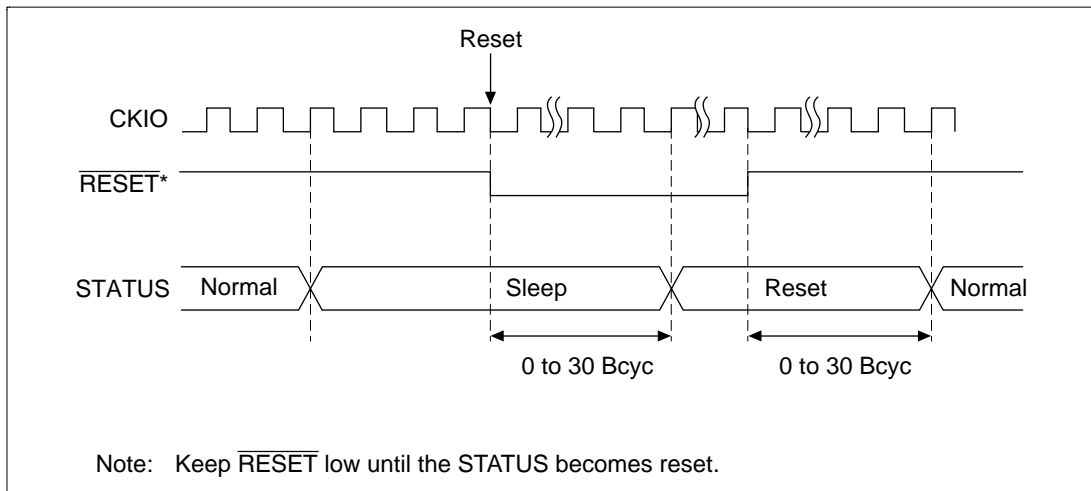 Reset
CKIO
RESET*
STATUS Normal Sleep Reset Normal
0 to 30 Bcyc 0 to 30 Bcyc
Note: Keep RESET low until the STATUS becomes reset.